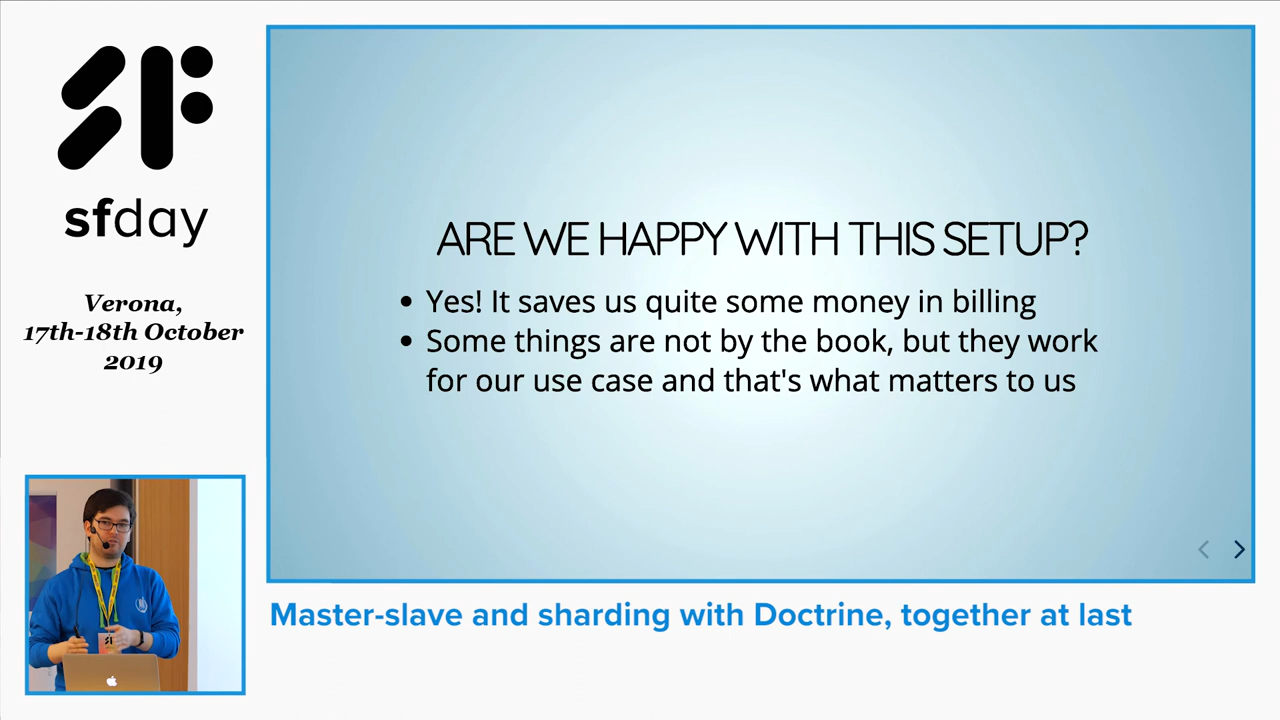 sfday
Verona,
17th-18th October
2019
ARE WE HAPPY WITH THIS SETUP?
• Yes! It saves us quite some money in billing
• Some things are not by the book, but they work
for our use case and that's what matters to us
Master-slave and sharding with Doctrine, together at last